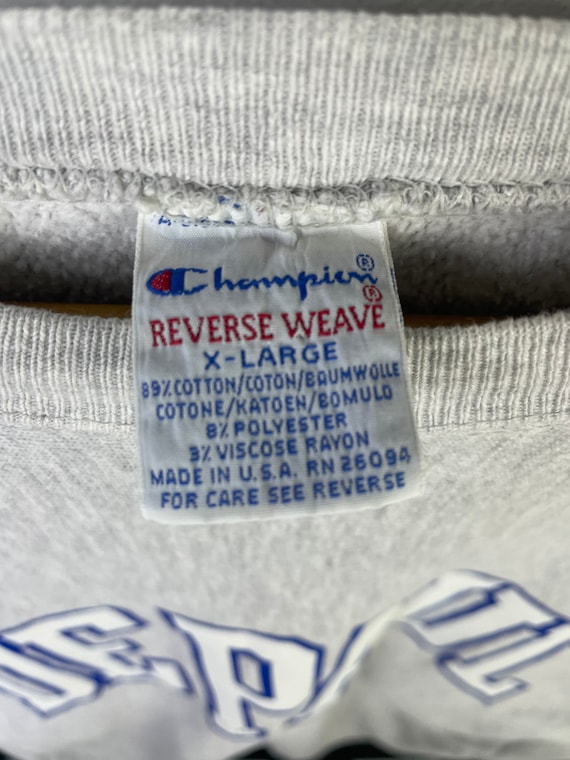 Champion®
REVERSE WEAVE®
X-LARGE
89% COTTON/COTON/BAUMWOLLE
COTONE/KATOEN/BOMULD
8% POLYESTER
3% VISCOSE RAYON
MADE IN U.S.A. RN 26094
FOR CARE SEE REVERSE
DEPAUL